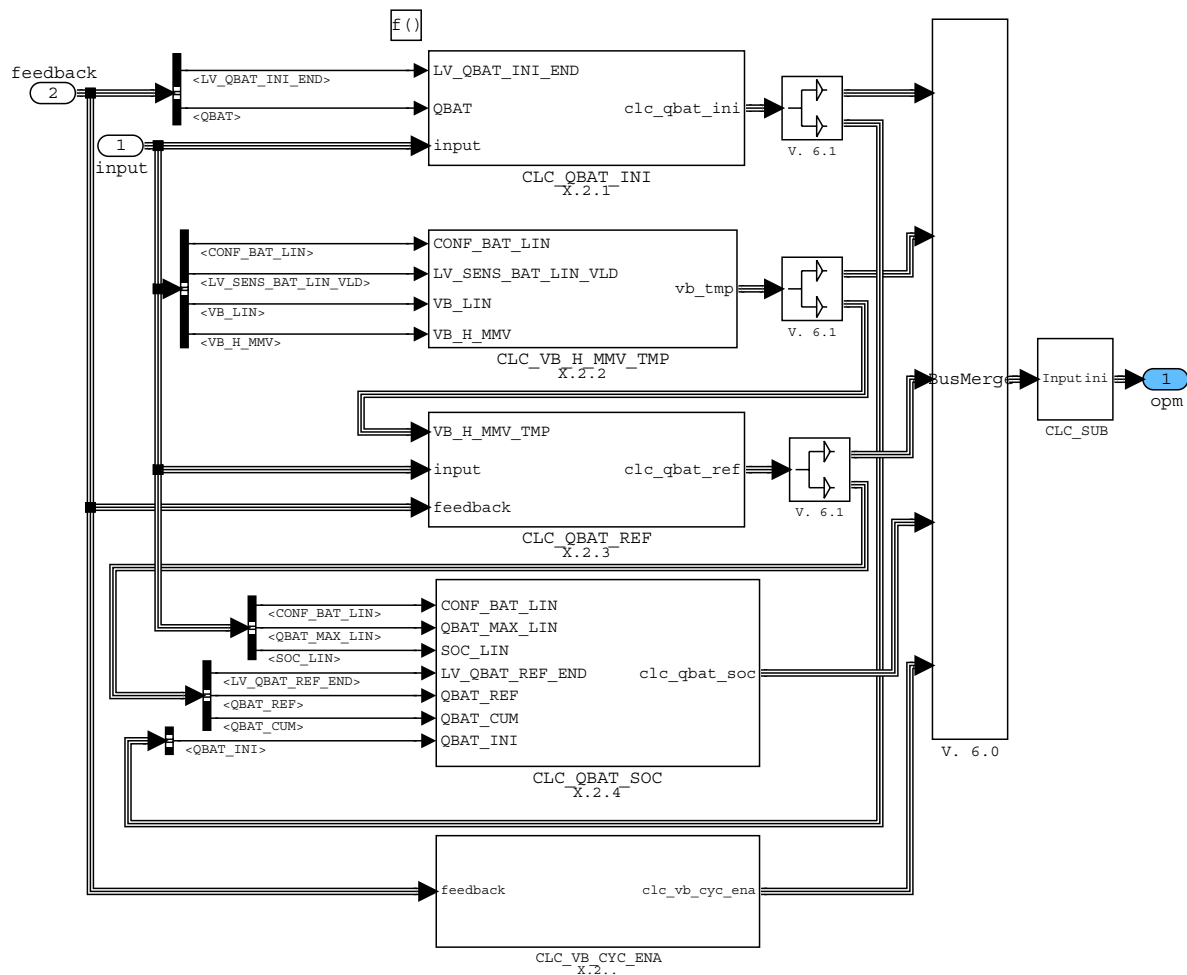 f()
feedback
2
<LV_QBAT_INI_END>
<QBAT>
LV_QBAT_INI_END
QBAT
input
clc_qbat_ini
CLC_QBAT_INI
X.2.1
V. 6.1
1
input
<CONF_BAT_LIN>
<LV_SENS_BAT_LIN_VLD>
<VB_LIN>
<VB_H_MMV>
CONF_BAT_LIN
LV_SENS_BAT_LIN_VLD
VB_LIN
VB_H_MMV
vb_tmp
CLC_VB_H_MMV_TMP
X.2.2
V. 6.1
VB_H_MMV_TMP
input
feedback
clc_qbat_ref
CLC_QBAT_REF
X.2.3
V. 6.1
BusMerge
V. 6.0
Input
ini
CLC_SUB
1
opm
<CONF_BAT_LIN>
<QBAT_MAX_LIN>
<SOC_LIN>
<LV_QBAT_REF_END>
<QBAT_REF>
<QBAT_CUM>
<QBAT_INI>
CONF_BAT_LIN
QBAT_MAX_LIN
SOC_LIN
LV_QBAT_REF_END
QBAT_REF
QBAT_CUM
QBAT_INI
clc_qbat_soc
CLC_QBAT_SOC
X.2.4
feedback
clc_vb_cyc_ena
CLC_VB_CYC_ENA
X.2..